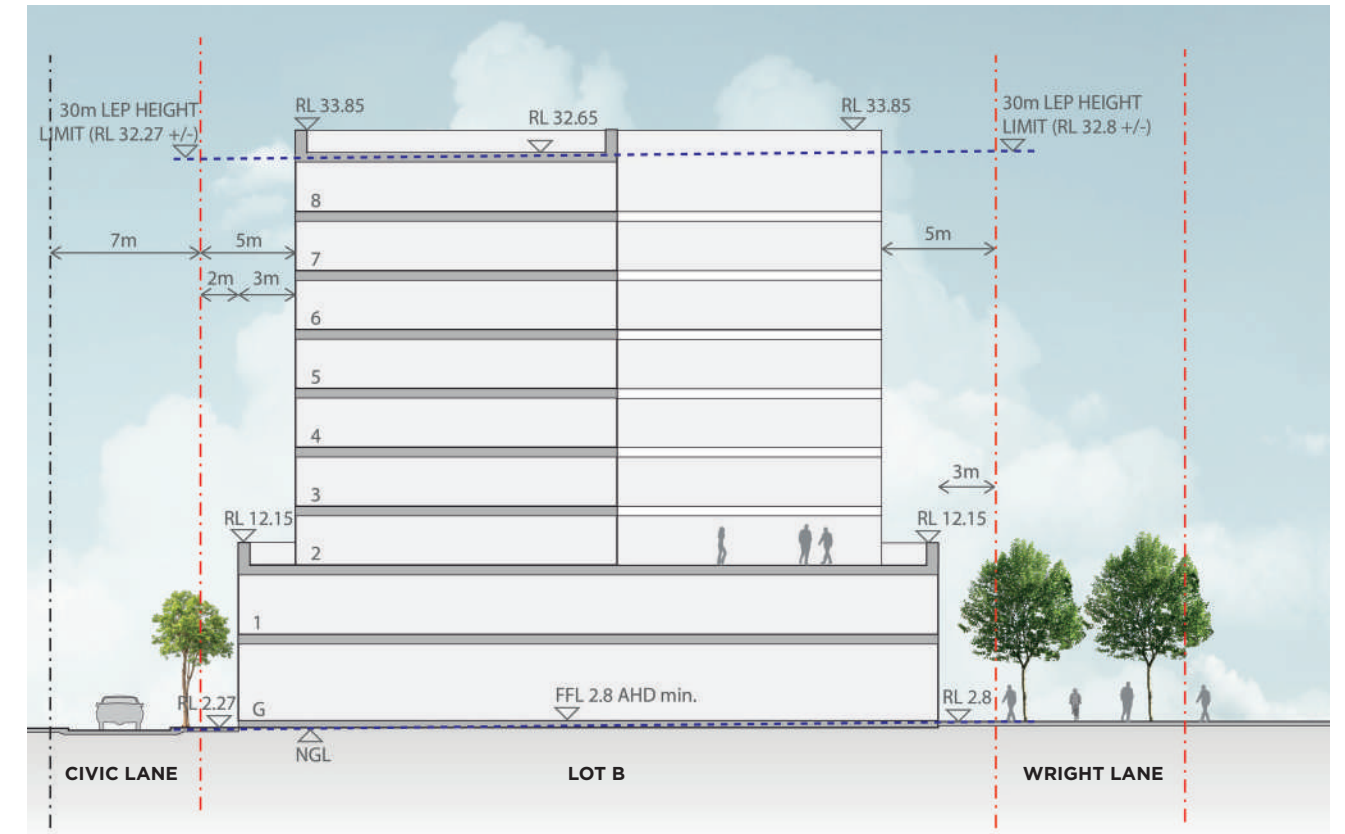 30m LEP HEIGHT
LIMIT (RL 32.27 +/-)
RL 33.85
RL 32.65
RL 33.85
30m LEP HEIGHT
LIMIT (RL 32.8 +/-)
8
7m
5m
7
5m
2m
3m
6
5
4
3
3m
RL 12.15
2
RL 12.15
1
RL 2.27
G
FFL 2.8 AHD min.
RL 2.8
NGL
CIVIC LANE
LOT B
WRIGHT LANE